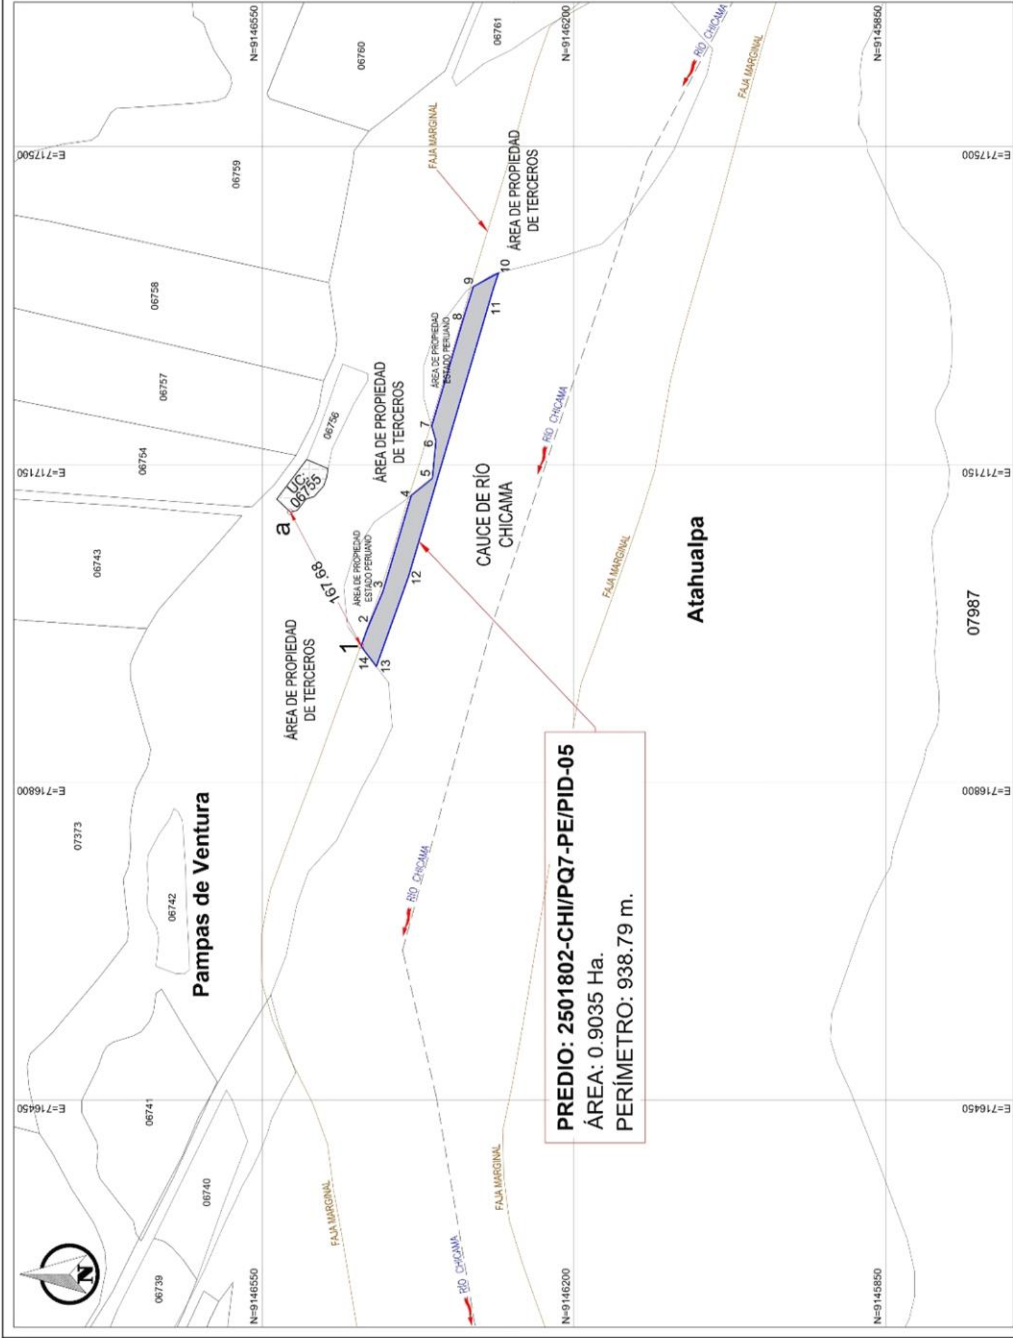 E=716450
E=716800
E=717150
E=717500
N=9146550
N=9146550
N=9146200
N=9146200
N=9145850
N=9145850
N
06739
06740
06741
06742
07373
06743
06754
06757
06758
06759
06760
06761
06756
UC:
06755
a
167.68
Pampas de Ventura
ÁREA DE PROPIEDAD
DE TERCEROS
ÁREA DE PROPIEDAD
ESTADO PERUANO
ÁREA DE PROPIEDAD
DE TERCEROS
ÁREA DE PROPIEDAD
ESTADO PERUANO
ÁREA DE PROPIEDAD
DE TERCEROS
1
2
3
4
5
6
7
8
9
10
11
12
13
14
FAJA MARGINAL
FAJA MARGINAL
FAJA MARGINAL
FAJA MARGINAL
FAJA MARGINAL
RÍO CHICAMA
RÍO CHICAMA
RÍO CHICAMA
RÍO CHICAMA
CAUCE DE RÍO
CHICAMA
PREDIO: 2501802-CHI/PQ7-PE/PID-05
ÁREA: 0.9035 Ha.
PERÍMETRO: 938.79 m.
Atahualpa
07987
E=716450
E=716800
E=717150
E=717500